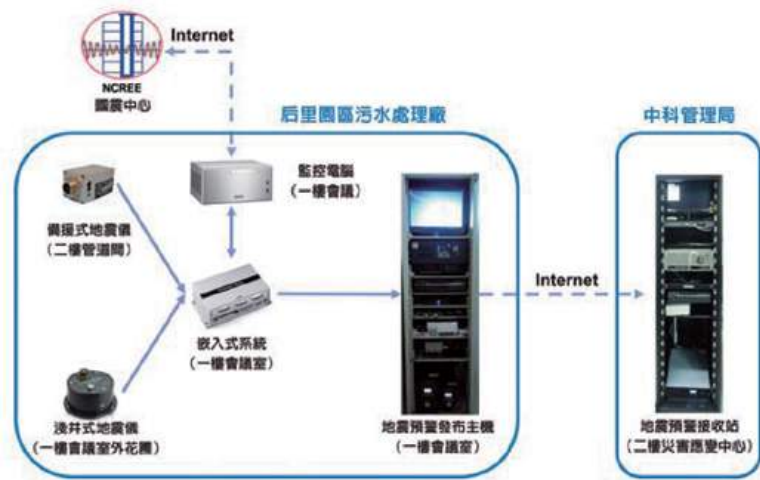 Internet
NCREE
國震中心
后里園區污水處理廠
中科管理局
監控電腦
(一樓會議)
備援式地震儀
(二樓管道間)
Internet
嵌入式系統
(一樓會議室)
淺井式地震儀
(一樓會議室外花圃)
地震預警發布主機
(一樓會議室)
地震預警接收站
(二樓災害應變中心)